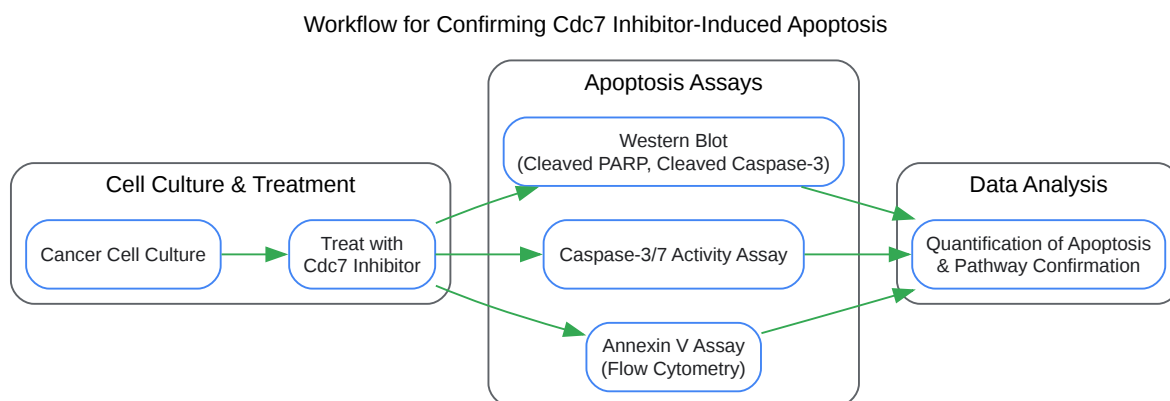 Workflow for Confirming Cdc7 Inhibitor-Induced Apoptosis
Cell Culture & Treatment
Cancer Cell Culture
Treat with
Cdc7 Inhibitor
Apoptosis Assays
Western Blot
(Cleaved PARP, Cleaved Caspase-3)
Caspase-3/7 Activity Assay
Annexin V Assay
(Flow Cytometry)
Data Analysis
Quantification of Apoptosis
& Pathway Confirmation